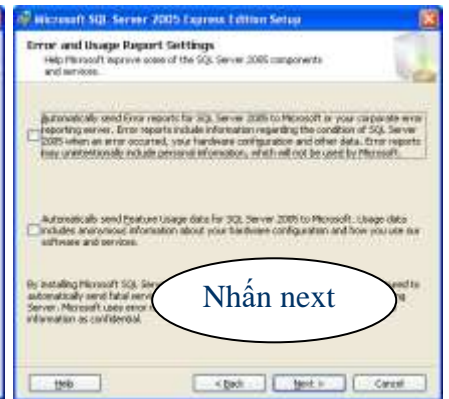 Microsoft SQL Server 2005 Express Edition Setup
Error and Usage Report Settings
Help Microsoft improve some of the SQL Server 2005 components
and services.
Automatically send Error reports for SQL Server 2005 to Microsoft or your corporate error
reporting server. Error reports include information regarding the condition of SQL Server
2005 when an error occurred, your hardware configuration and other data. Error reports
may unintentionally include personal information, which will not be used by Microsoft.
Automatically send Feature Usage data for SQL Server 2005 to Microsoft. Usage data
includes anonymous information about your hardware configuration and how you use our
software and services.
By installing Microsoft SQL
automatically send fatal
Server. Microsoft uses error
information as confidential.
Nhấn next
Help
< Back
Next >
Cancel